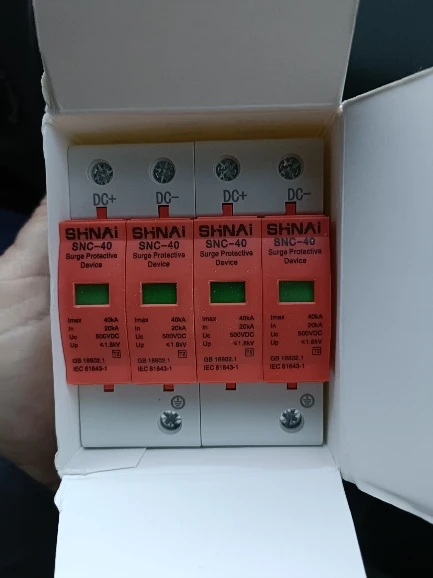 DC+ DC- DC+ DC-
SHNAi SHNAi SHNAi SHNAi
SNC-40 SNC-40 SNC-40 SNC-40
Surge Protective Surge Protective Surge Protective Surge Protective
Device Device Device Device
Imax 40kA Imax 40kA Imax 40kA Imax 40kA
In 20kA In 20kA In 20kA In 20kA
Uc 500VDC Uc 500VDC Uc 500VDC Uc 500VDC
Up ≤1.8kV Up ≤1.8kV Up ≤1.8kV Up ≤1.8kV
GB 18802.1 GB 18802.1 GB 18802.1 GB 18802.1
IEC 61643-1 IEC 61643-1 IEC 61643-1 IEC 61643-1